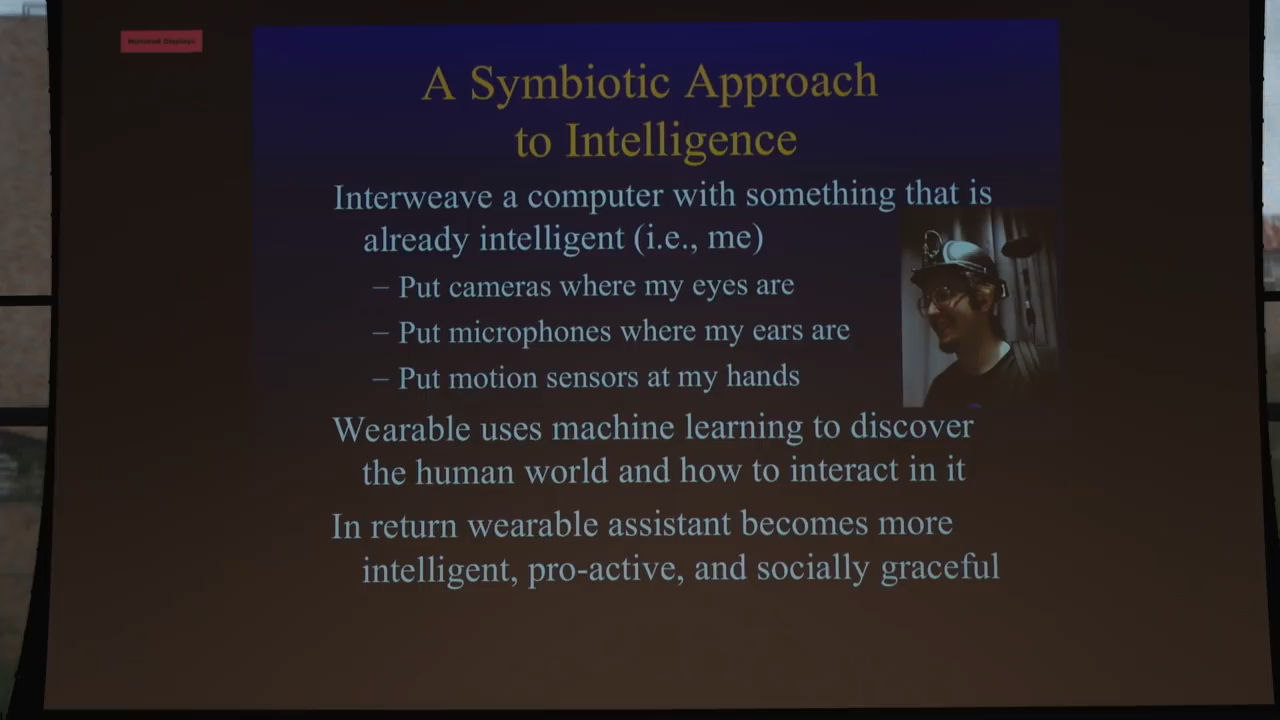 Mirrored Displays
A Symbiotic Approach
to Intelligence
Interweave a computer with something that is
already intelligent (i.e., me)
– Put cameras where my eyes are
– Put microphones where my ears are
– Put motion sensors at my hands
Wearable uses machine learning to discover
the human world and how to interact in it
In return wearable assistant becomes more
intelligent, pro-active, and socially graceful